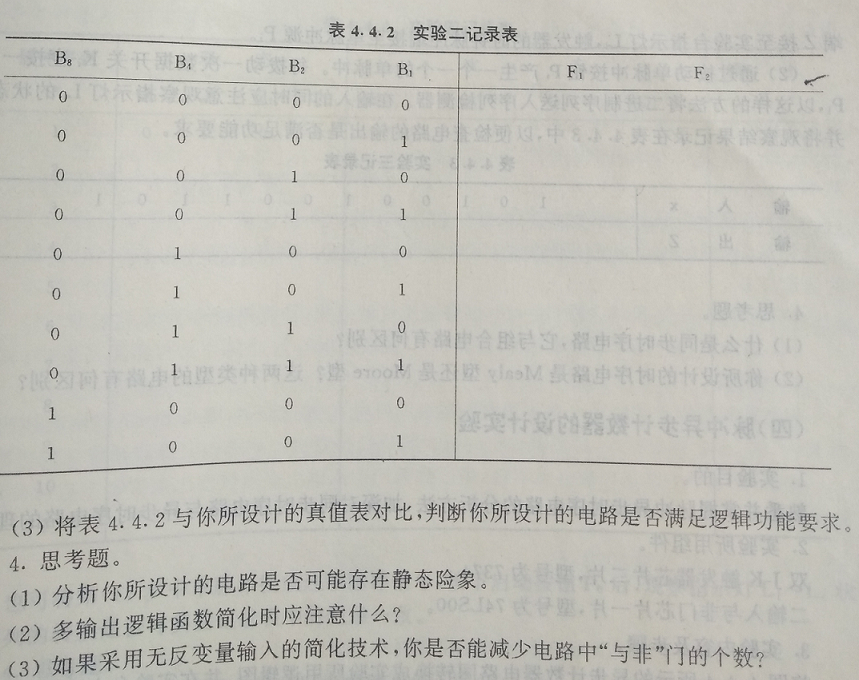 表 4.4.2 实验二记录表
B₈ B₄ B₂ B₁ F₁ F₂
0 0 0 0
0 0 0 1
0 0 1 0
0 0 1 1
0 1 0 0
0 1 0 1
0 1 1 0
0 1 1 1
1 0 0 0
1 0 0 1
(3) 将表 4.4.2 与你所设计的真值表对比,判断你所设计的电路是否满足逻辑功能要求。
4. 思考题。
(1) 分析你所设计的电路是否可能存在静态险象。
(2) 多输出逻辑函数简化时应注意什么?
(3) 如果采用无反变量输入的简化技术,你是否能减少电路中“与非”门的个数?